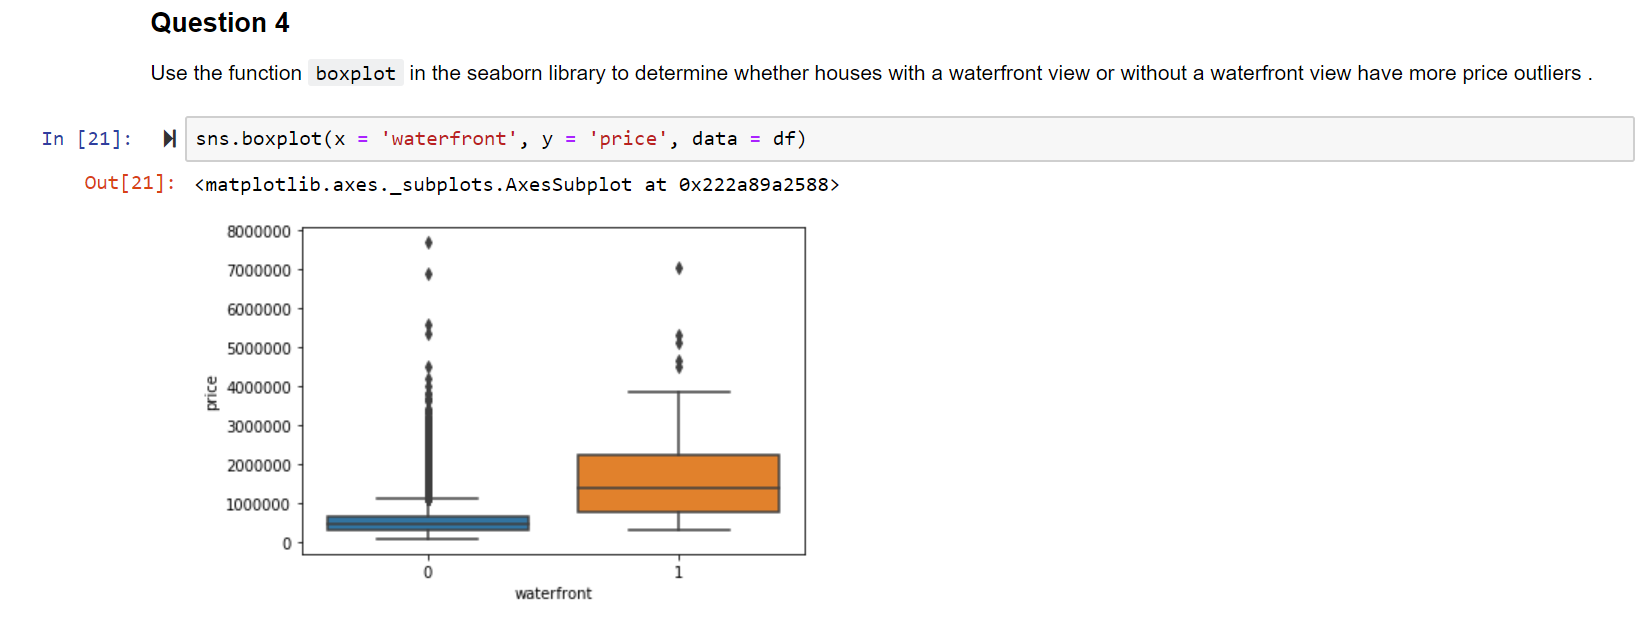 Question 4
Use the function boxplot in the seaborn library to determine whether houses with a waterfront view or without a waterfront view have more price outliers .
In [21]: sns.boxplot(x = 'waterfront', y = 'price', data = df)
Out[21]: <matplotlib.axes._subplots.AxesSubplot at 0x222a89a2588>
8000000
7000000
6000000
5000000
4000000
3000000
2000000
1000000
0
price
0 1
waterfront